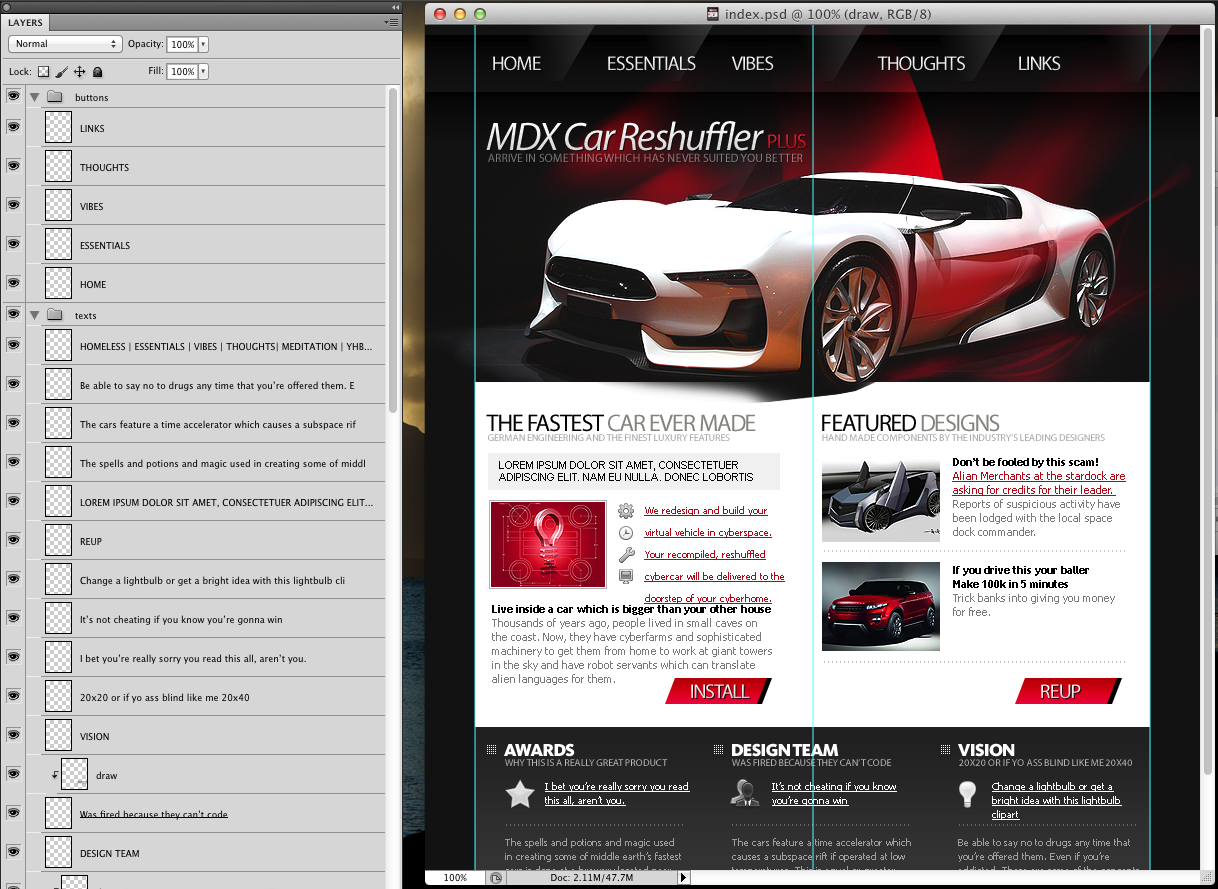 LAYERS
Normal
Opacity: 100%
Lock:
Fill: 100%
buttons
LINKS
THOUGHTS
VIBES
ESSENTIALS
HOME
texts
HOMELESS | ESSENTIALS | VIBES | THOUGHTS| MEDITATION | YHB...
Be able to say no to drugs any time that you're offered them. E
The cars feature a time accelerator which causes a subspace rif
The spells and potions and magic used in creating some of middl
LOREM IPSUM DOLOR SIT AMET, CONSECTETUER ADIPISCING ELIT...
REUP
Change a lightbulb or get a bright idea with this lightbulb cli
It's not cheating if you know you're gonna win
I bet you're really sorry you read this all, aren't you.
20x20 or if yo ass blind like me 20x40
VISION
draw
Was fired because they can't code
DESIGN TEAM
index.psd @ 100% (draw, RGB/8)
HOME ESSENTIALS VIBES THOUGHTS LINKS
MDX Car Reshuffler PLUS
ARRIVE IN SOMETHING WHICH HAS NEVER SUITED YOU BETTER
THE FASTEST CAR EVER MADE
GERMAN ENGINEERING AND THE FINEST LUXURY FEATURES
LOREM IPSUM DOLOR SIT AMET, CONSECTETUER
ADIPISCING ELIT. NAM EU NULLA. DONEC LOBORTIS
We redesign and build your
virtual vehicle in cyberspace.
Your recompiled, reshuffled
cybercar will be delivered to the
doorstep of your cyberhome.
Live inside a car which is bigger than your other house
Thousands of years ago, people lived in small caves on
the coast. Now, they have cyberfarms and sophisticated
machinery to get them from home to work at giant towers
in the sky and have robot servants which can translate
alien languages for them.
INSTALL
FEATURED DESIGNS
HAND MADE COMPONENTS BY THE INDUSTRY'S LEADING DESIGNERS
Don't be fooled by this scam!
Alian Merchants at the stardock are
asking for credits for their leader.
Reports of suspicious activity have
been lodged with the local space
dock commander.
If you drive this your baller
Make 100k in 5 minutes
Trick banks into giving you money
for free.
REUP
AWARDS
WHY THIS IS A REALLY GREAT PRODUCT
I bet you're really sorry you read
this all, aren't you.
The spells and potions and magic used
in creating some of middle earth's fastest
DESIGN TEAM
WAS FIRED BECAUSE THEY CAN'T CODE
It's not cheating if you know
you're gonna win
The cars feature a time accelerator which
causes a subspace rift if operated at low
VISION
20X20 OR IF YO ASS BLIND LIKE ME 20X40
Change a lightbulb or get a
bright idea with this lightbulb
clipart
Be able to say no to drugs any time that
you're offered them. Even if you're
100%
Doc: 2.11M/47.7M